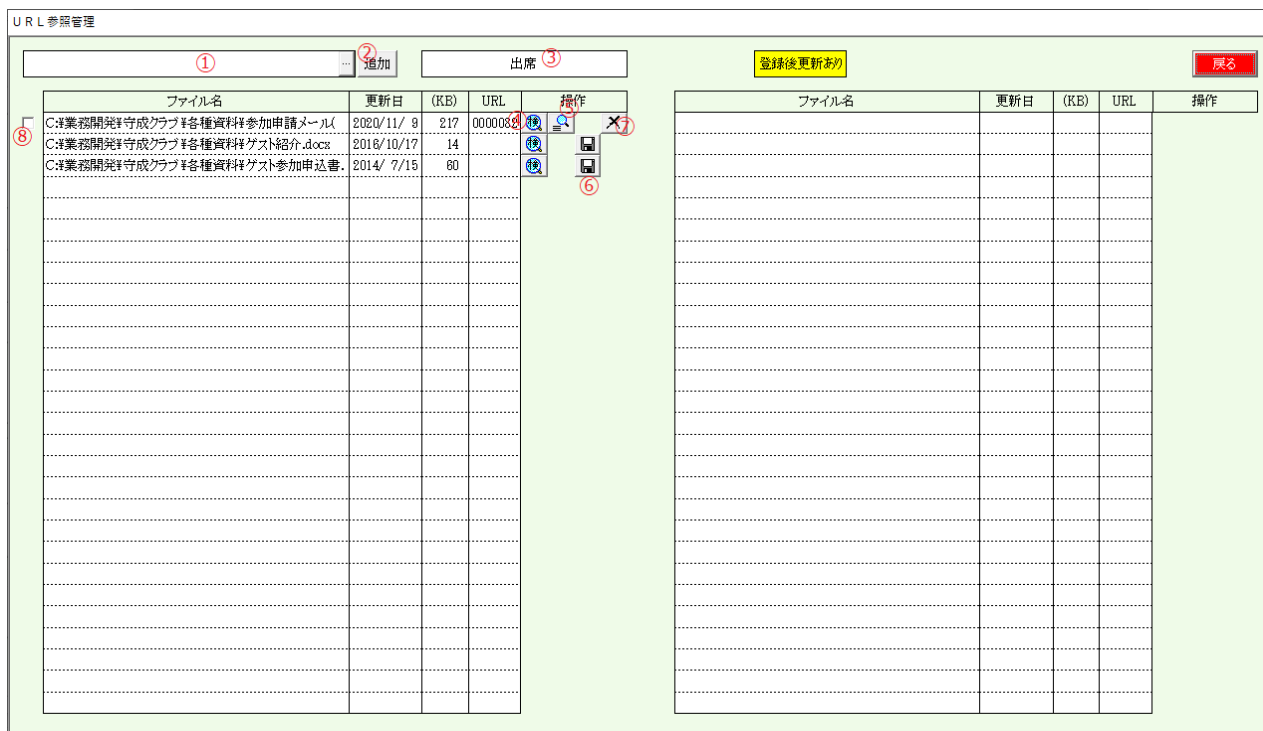 URL参照管理
① ... ② 追加 出席 ③ 登録後更新あり 戻る
ファイル名 更新日 (KB) URL 操作 ファイル名 更新日 (KB) URL 操作
⑧ C:¥業務開発¥守成クラブ¥各種資料¥参加申請メール( 2020/11/ 9 217 0000082 ④ 検 ⑤ ⑦
C:¥業務開発¥守成クラブ¥各種資料¥ゲスト紹介.docx 2016/10/17 14 検
C:¥業務開発¥守成クラブ¥各種資料¥ゲスト参加申込書. 2014/ 7/15 60 検
⑥